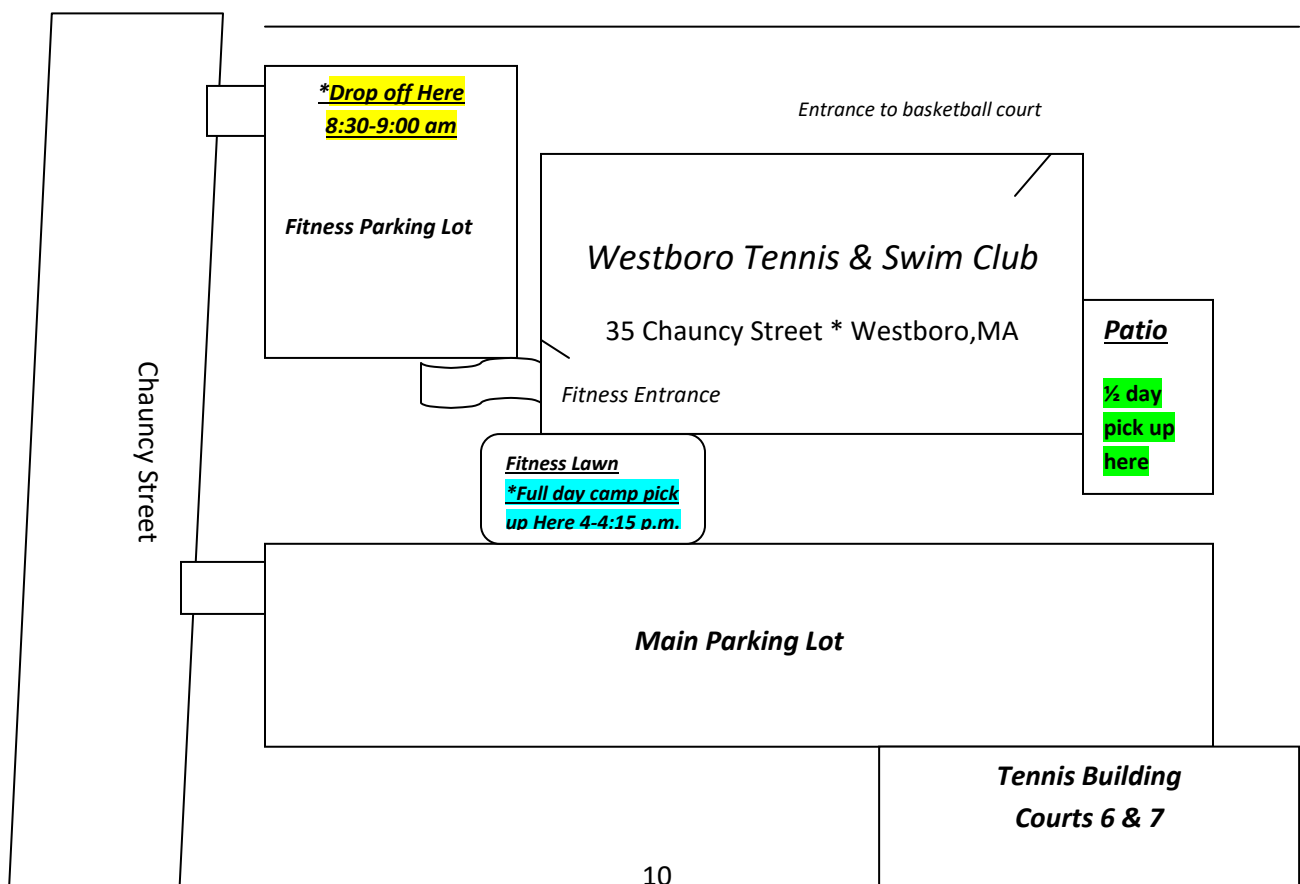 *Drop off Here
8:30-9:00 am
Entrance to basketball court
Fitness Parking Lot
Westboro Tennis & Swim Club
35 Chauncy Street * Westboro,MA
Patio
½ day
pick up
here
Chauncy Street
Fitness Entrance
Fitness Lawn
*Full day camp pick
up Here 4-4:15 p.m.
Main Parking Lot
Tennis Building
Courts 6 & 7
10